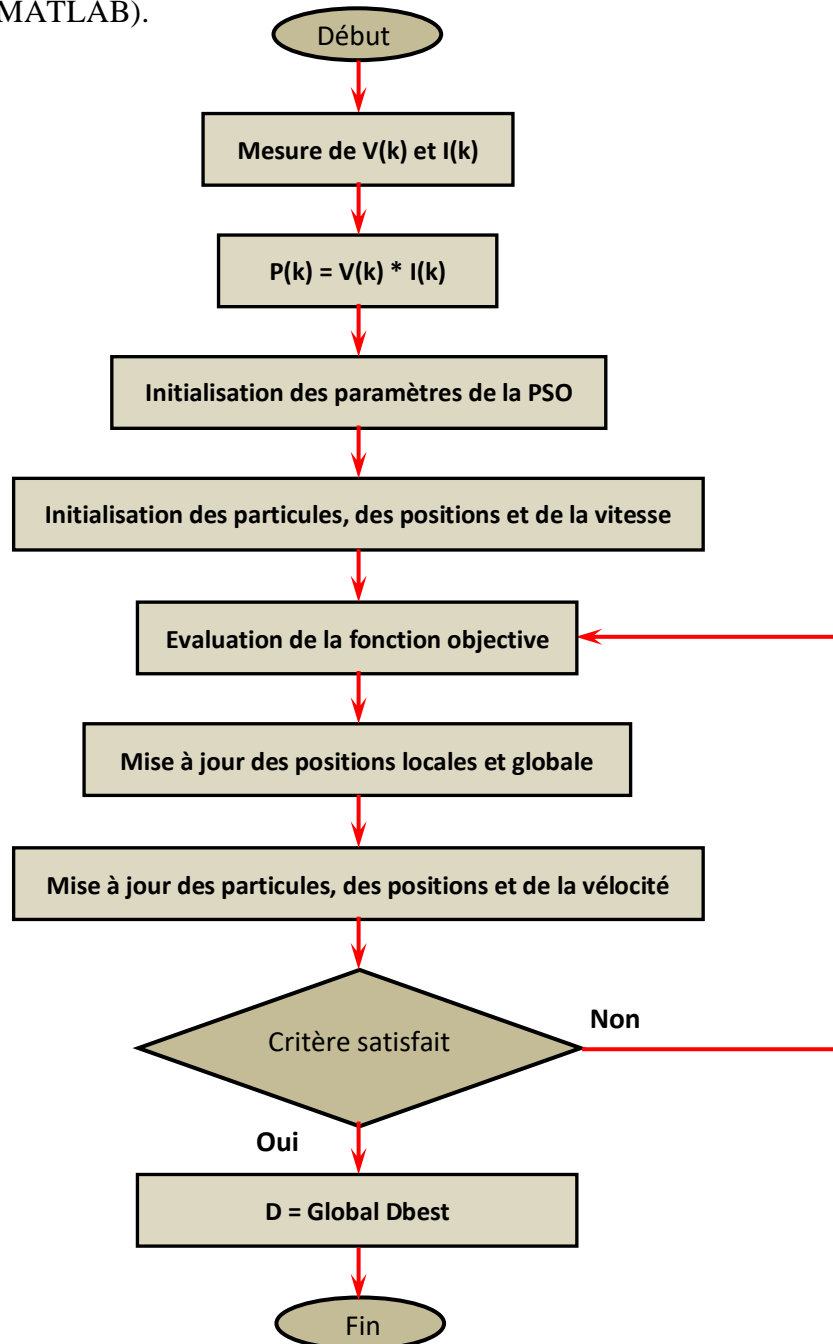 MATLAB).
Début
Mesure de V(k) et I(k)
P(k) = V(k) * I(k)
Initialisation des paramètres de la PSO
Initialisation des particules, des positions et de la vitesse
Evaluation de la fonction objective
Mise à jour des positions locales et globale
Mise à jour des particules, des positions et de la vélocité
Critère satisfait
Non
Oui
D = Global Dbest
Fin